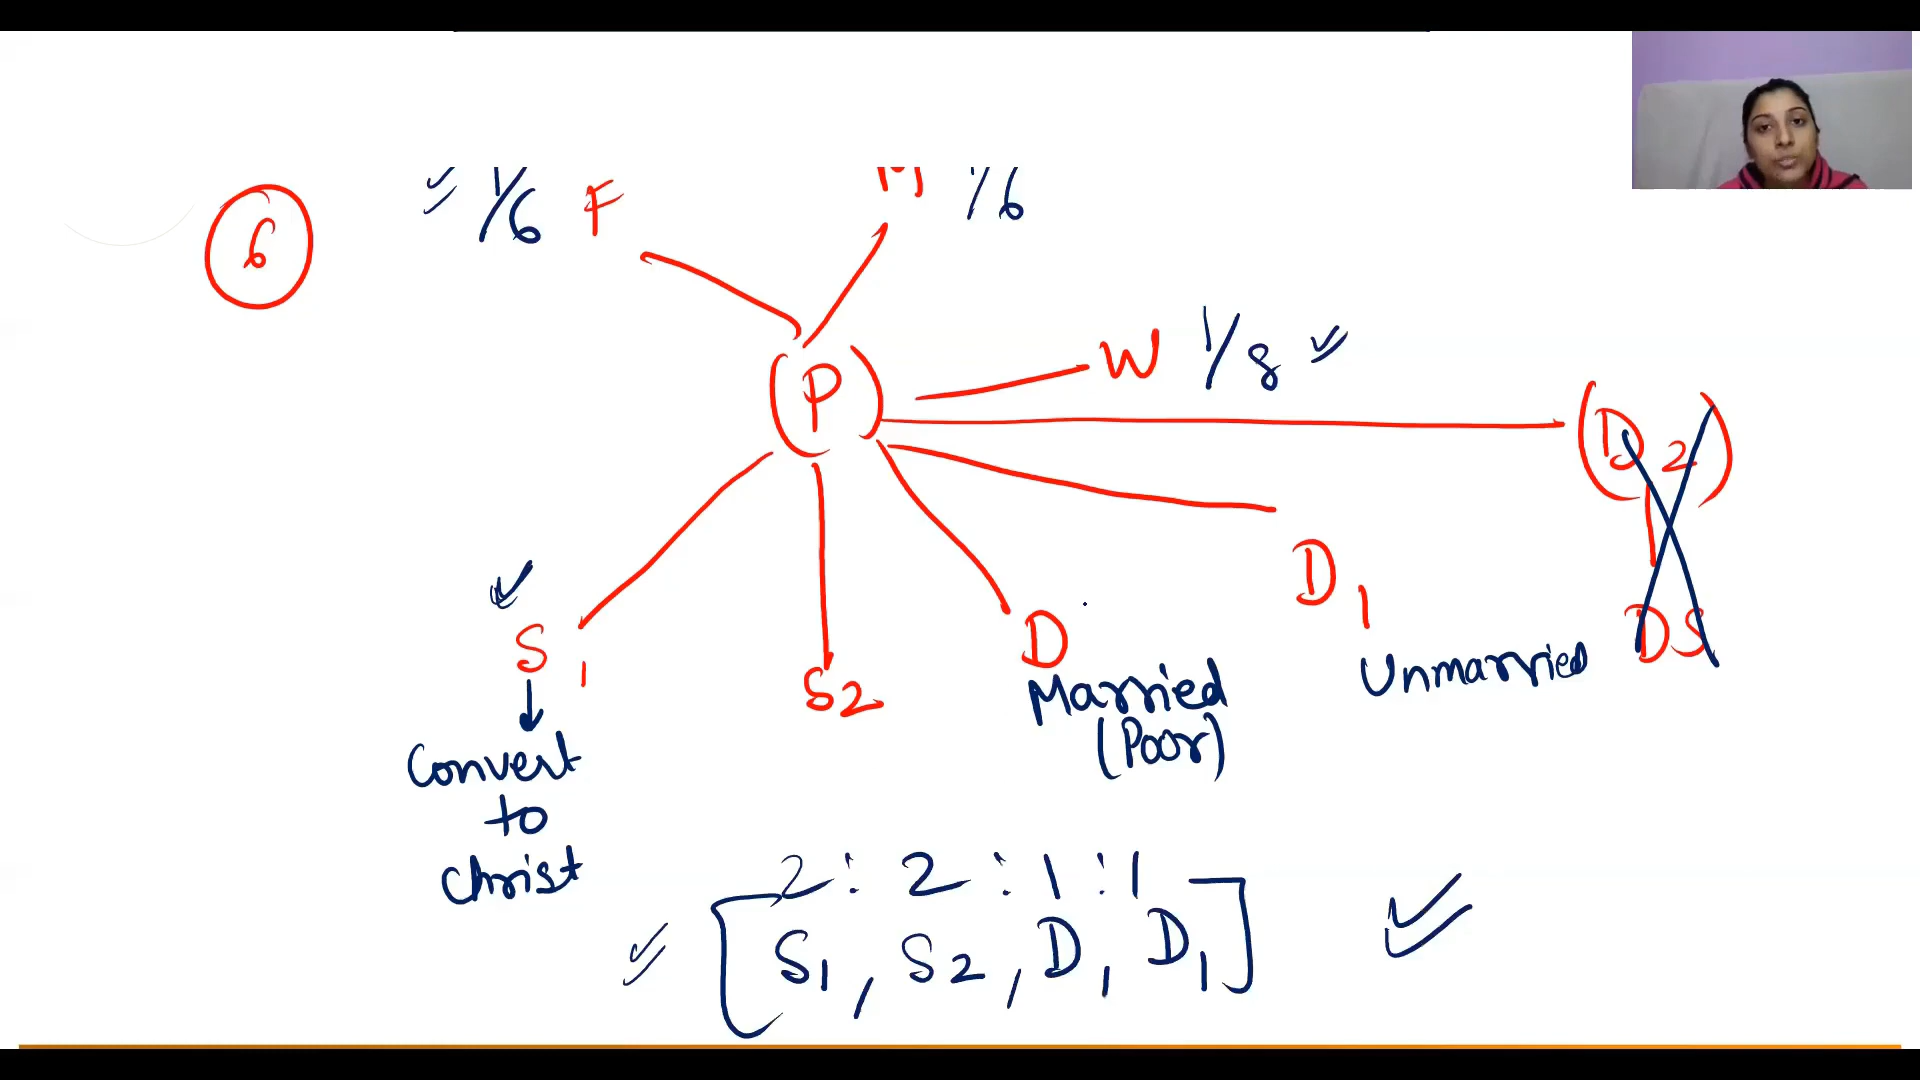 6
1/6 F
M 1/6
(P)
W 1/8
(D2)
S1
S2
D
D1
DS
Married
(Poor)
Unmarried
Convert
to
Christ
2 : 2 : 1 : 1
[S1, S2, D, D1]